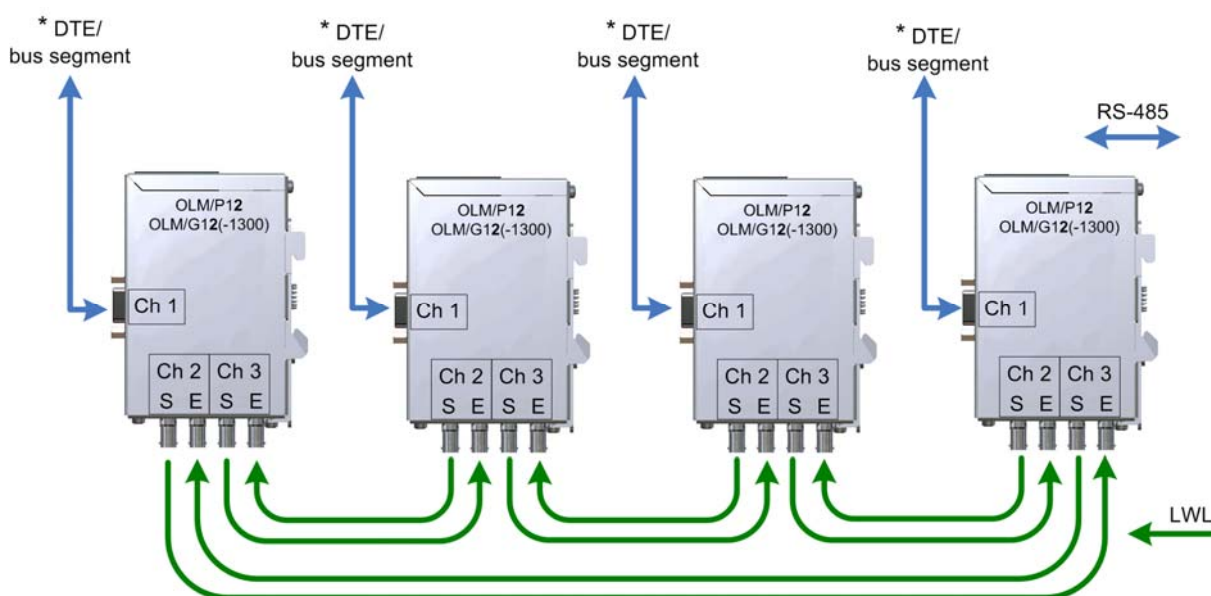 * DTE/
bus segment
* DTE/
bus segment
* DTE/
bus segment
* DTE/
bus segment
RS-485
OLM/P12
OLM/G12(-1300)
OLM/P12
OLM/G12(-1300)
OLM/P12
OLM/G12(-1300)
OLM/P12
OLM/G12(-1300)
Ch 1
Ch 1
Ch 1
Ch 1
Ch 2 Ch 3
S E S E
Ch 2 Ch 3
S E S E
Ch 2 Ch 3
S E S E
Ch 2 Ch 3
S E S E
LWL